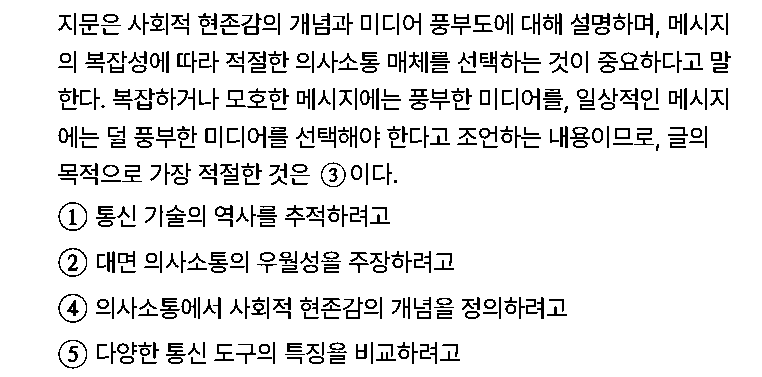 지문은 사회적 현존감의 개념과 미디어 풍부도에 대해 설명하며, 메시지
의 복잡성에 따라 적절한 의사소통 매체를 선택하는 것이 중요하다고 말
한다. 복잡하거나 모호한 메시지에는 풍부한 미디어를, 일상적인 메시지
에는 덜 풍부한 미디어를 선택해야 한다고 조언하는 내용이므로, 글의
목적으로 가장 적절한 것은 ③이다.
① 통신 기술의 역사를 추적하려고
② 대면 의사소통의 우월성을 주장하려고
④ 의사소통에서 사회적 현존감의 개념을 정의하려고
⑤ 다양한 통신 도구의 특징을 비교하려고